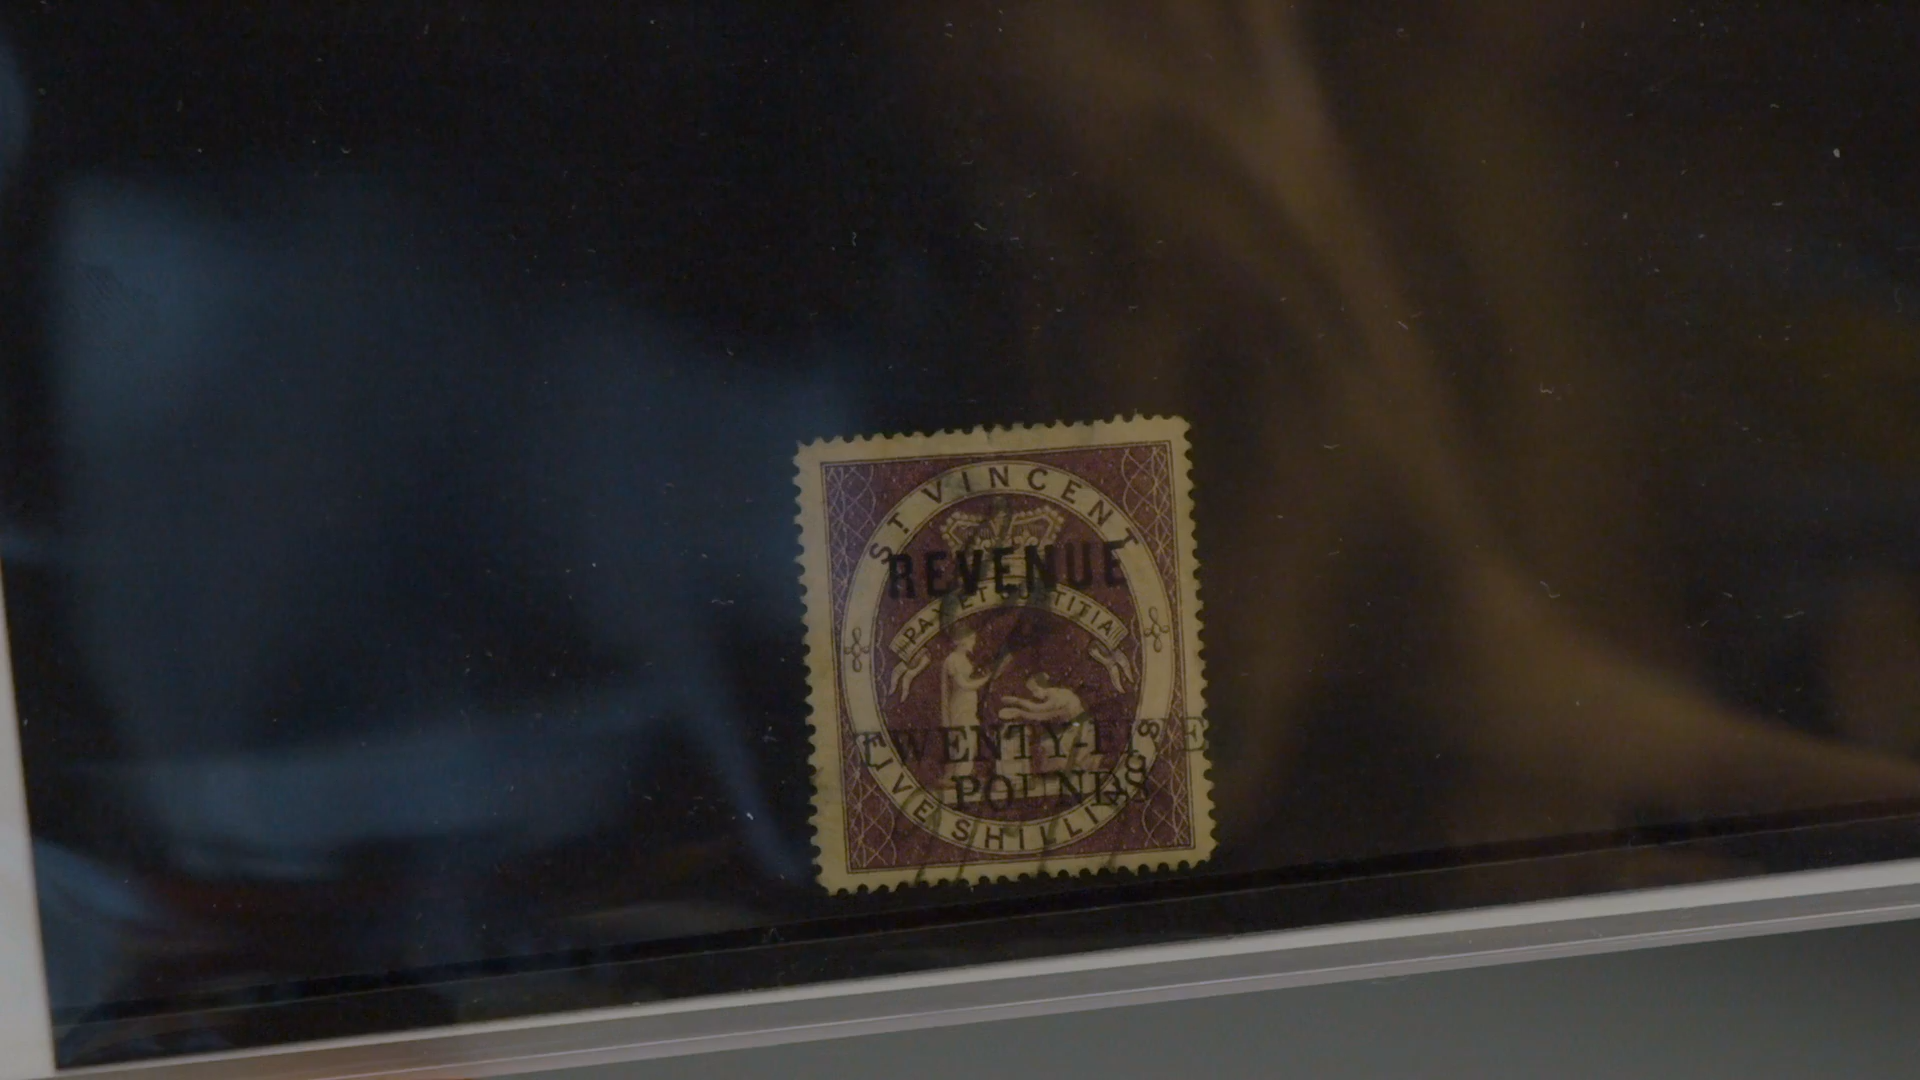 ST VINCENT
REVENUE
PAX ET JUSTITIA
TWENTY-FIVE
POUNDS
FIVE SHILLINGS